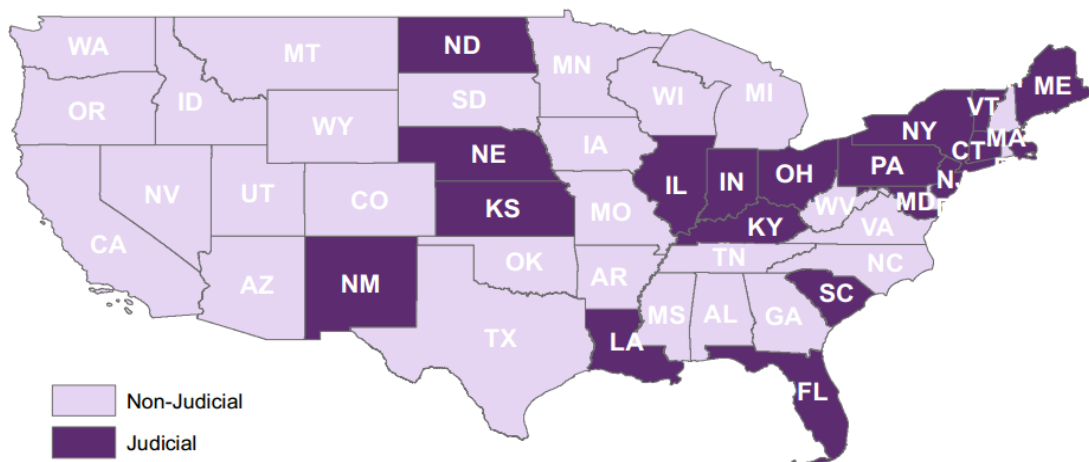 WA
MT
ND
MN
ME
OR
ID
SD
WI
MI
VT
NY
MA
WY
CT
NE
IA
PA
IL
IN
OH
NJ
NV
UT
CO
KS
MO
WV
MD
KY
VA
CA
TN
NC
OK
AR
AZ
NM
SC
MS
AL
GA
TX
LA
FL
Non-Judicial
Judicial